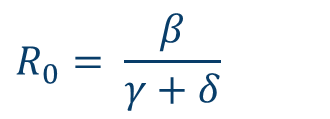 R₀ = β / (γ + δ)